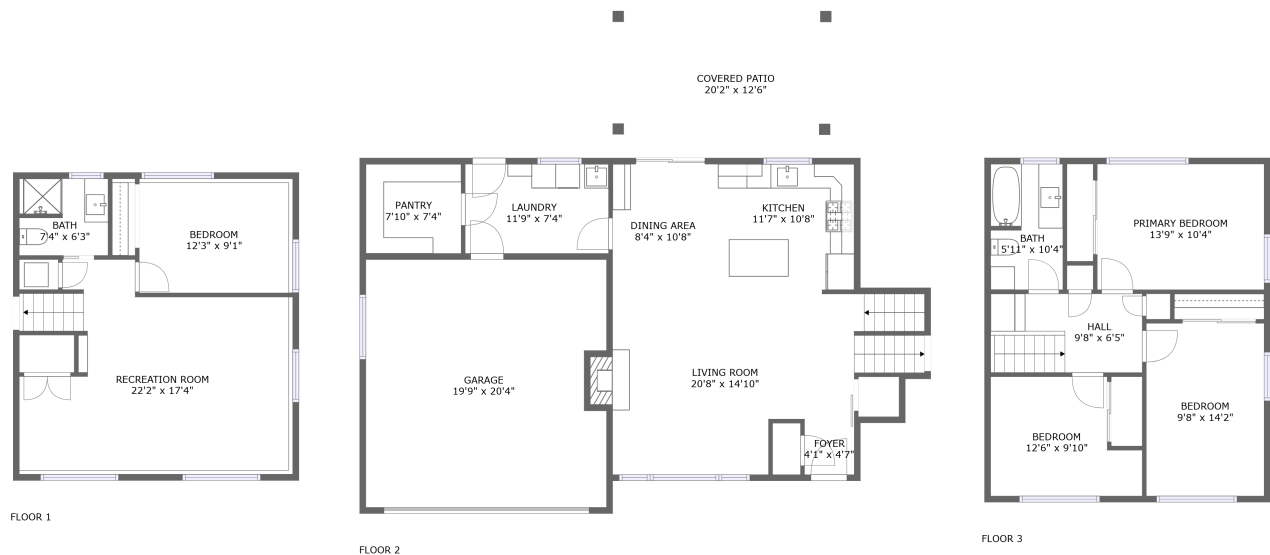 COVERED PATIO
20'2" x 12'6"
BATH
7'4" x 6'3"
BEDROOM
12'3" x 9'1"
RECREATION ROOM
22'2" x 17'4"
FLOOR 1
PANTRY
7'10" x 7'4"
LAUNDRY
11'9" x 7'4"
DINING AREA
8'4" x 10'8"
KITCHEN
11'7" x 10'8"
GARAGE
19'9" x 20'4"
LIVING ROOM
20'8" x 14'10"
FOYER
4'1" x 4'7"
FLOOR 2
BATH
5'11" x 10'4"
PRIMARY BEDROOM
13'9" x 10'4"
HALL
9'8" x 6'5"
BEDROOM
12'6" x 9'10"
BEDROOM
9'8" x 14'2"
FLOOR 3